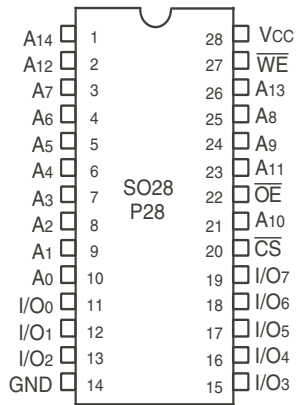 A14 1 28 VCC
A12 2 27 WE
A7 3 26 A13
A6 4 25 A8
A5 5 24 A9
A4 6 23 A11
A3 7 SO28 22 OE
A2 8 P28 21 A10
A1 9 20 CS
A0 10 19 I/O7
I/O0 11 18 I/O6
I/O1 12 17 I/O5
I/O2 13 16 I/O4
GND 14 15 I/O3